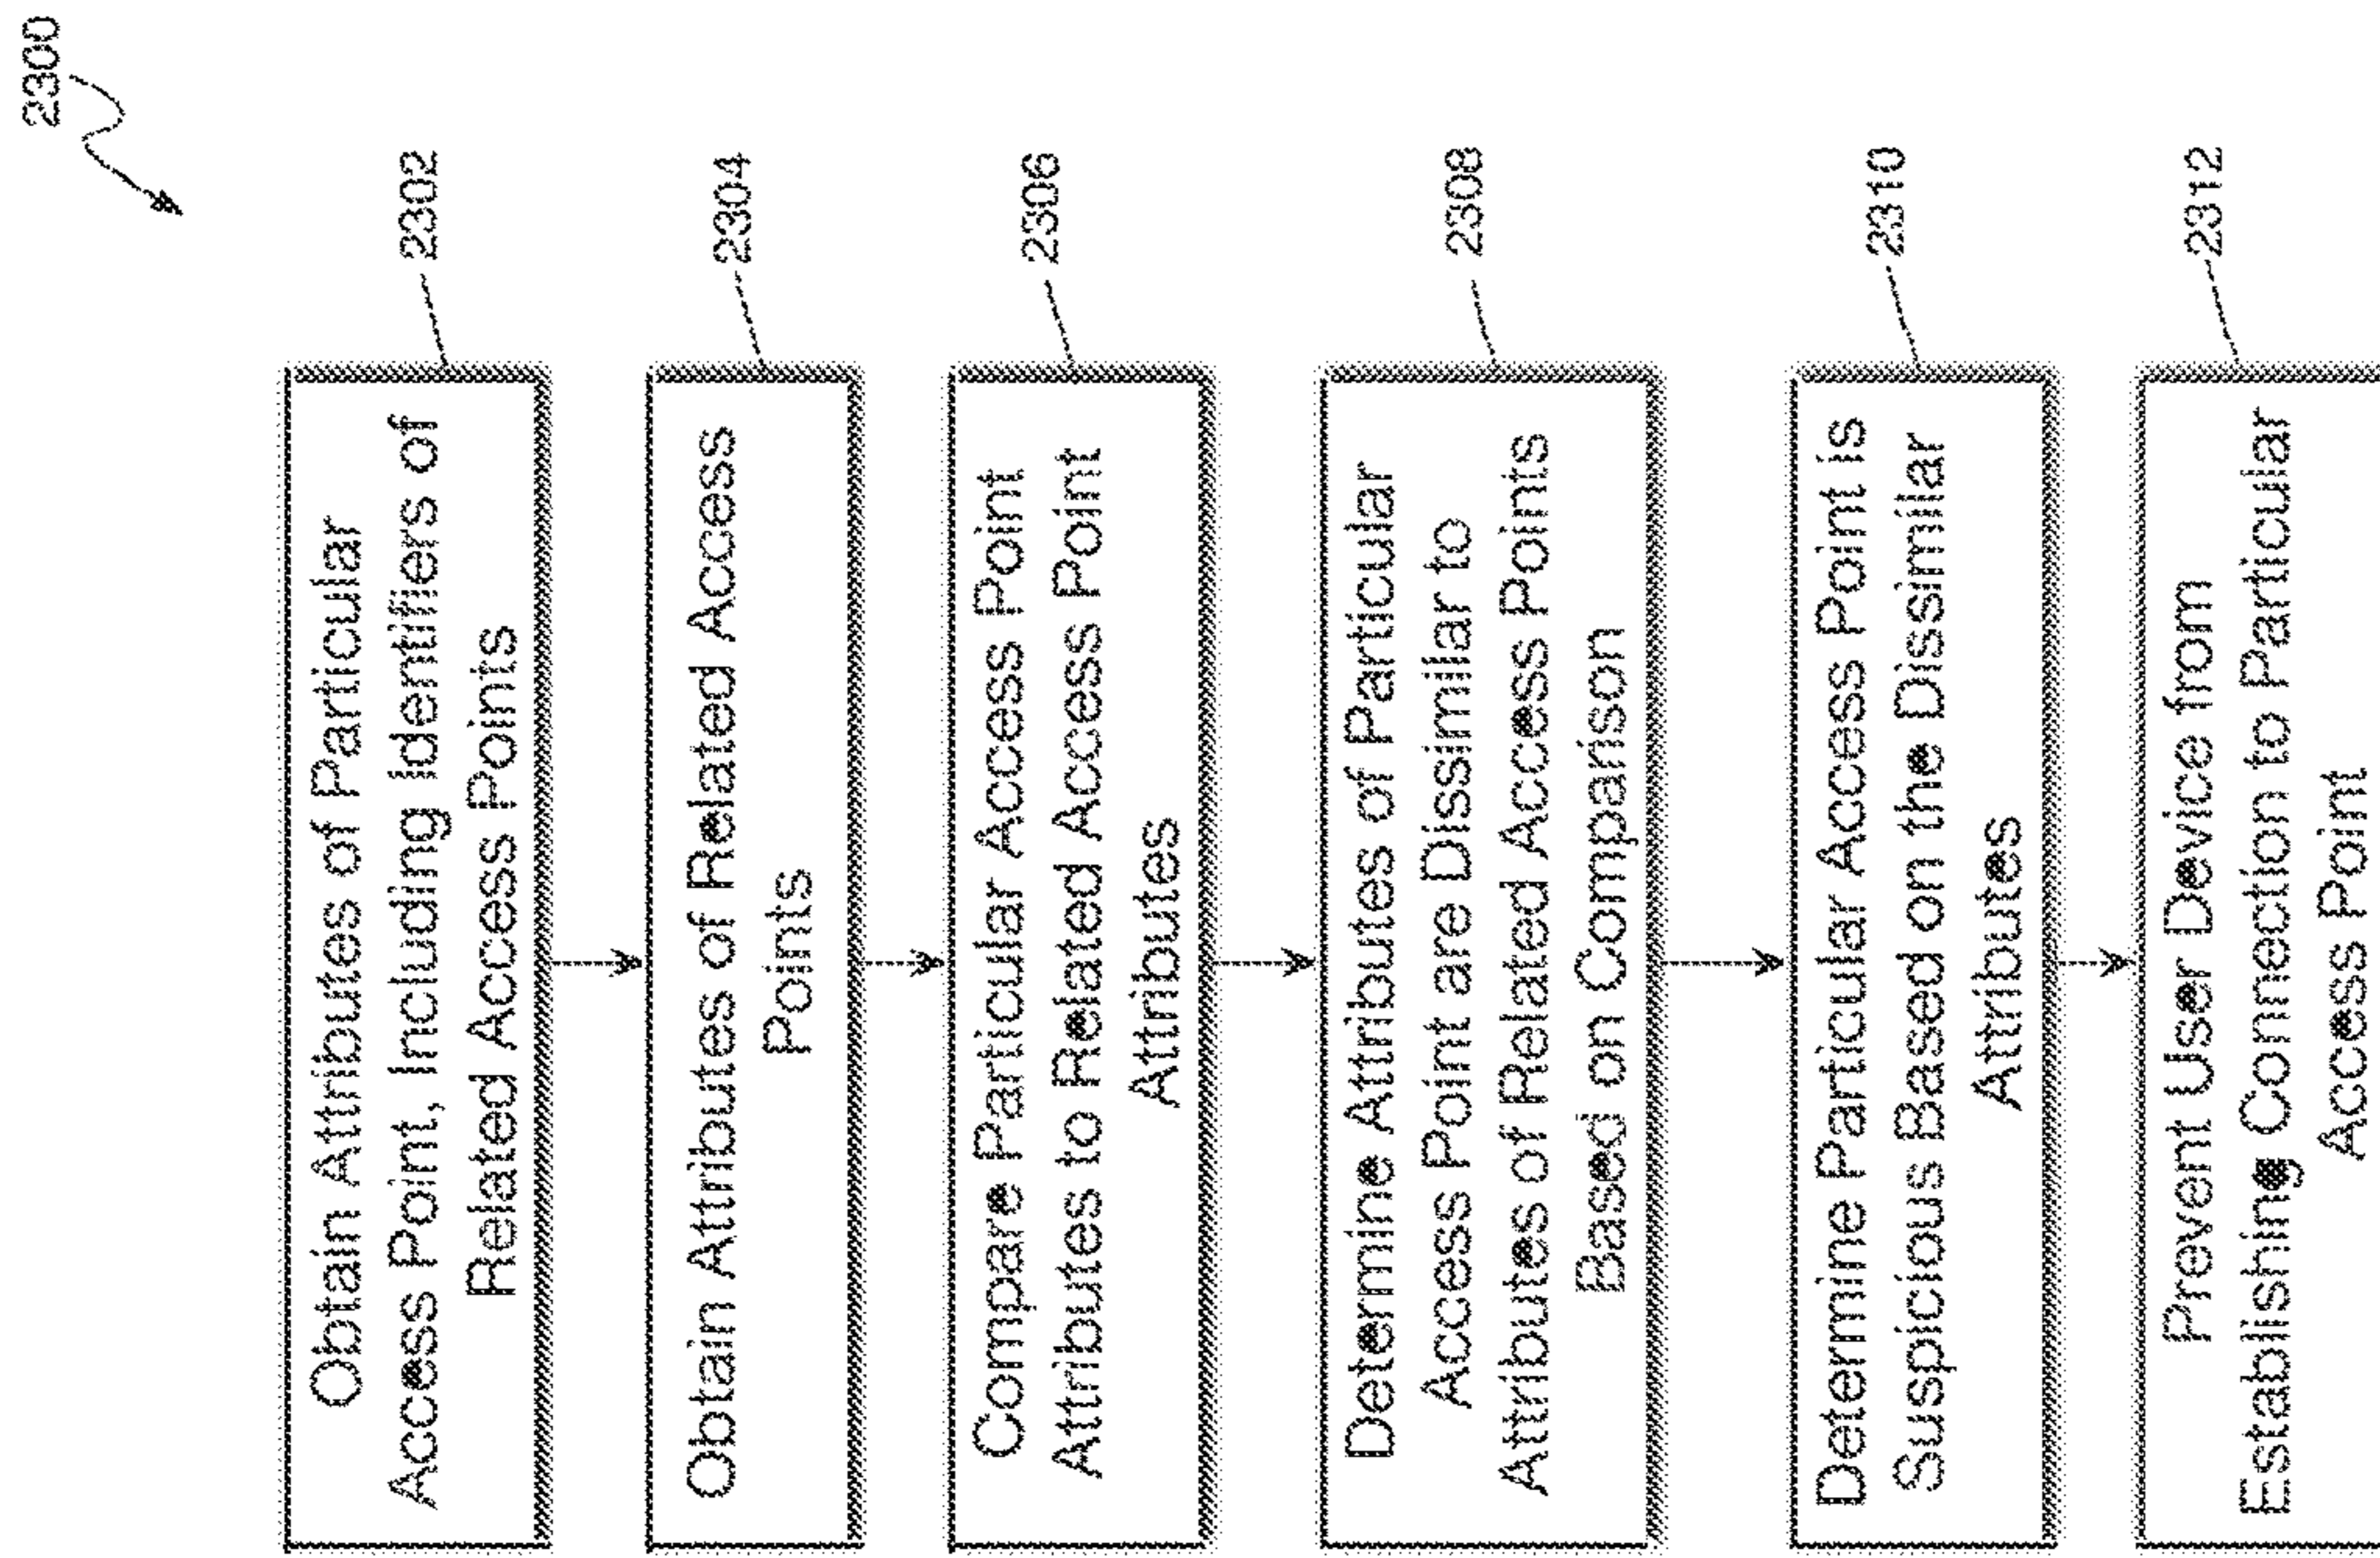 2300
Obtain Attributes of Particular
Access Point, Including Identifiers of
Related Access Points
2302
Obtain Attributes of Related Access
Points
2304
Compare Particular Access Point
Attributes to Related Access Point
Attributes
2306
Determine Attributes of Particular
Access Point are Dissimilar to
Attributes of Related Access Points
Based on Comparison
2308
Determine Particular Access Point is
Suspicious Based on the Dissimilar
Attributes
2310
Prevent User Device from
Establishing Connection to Particular
Access Point
2312